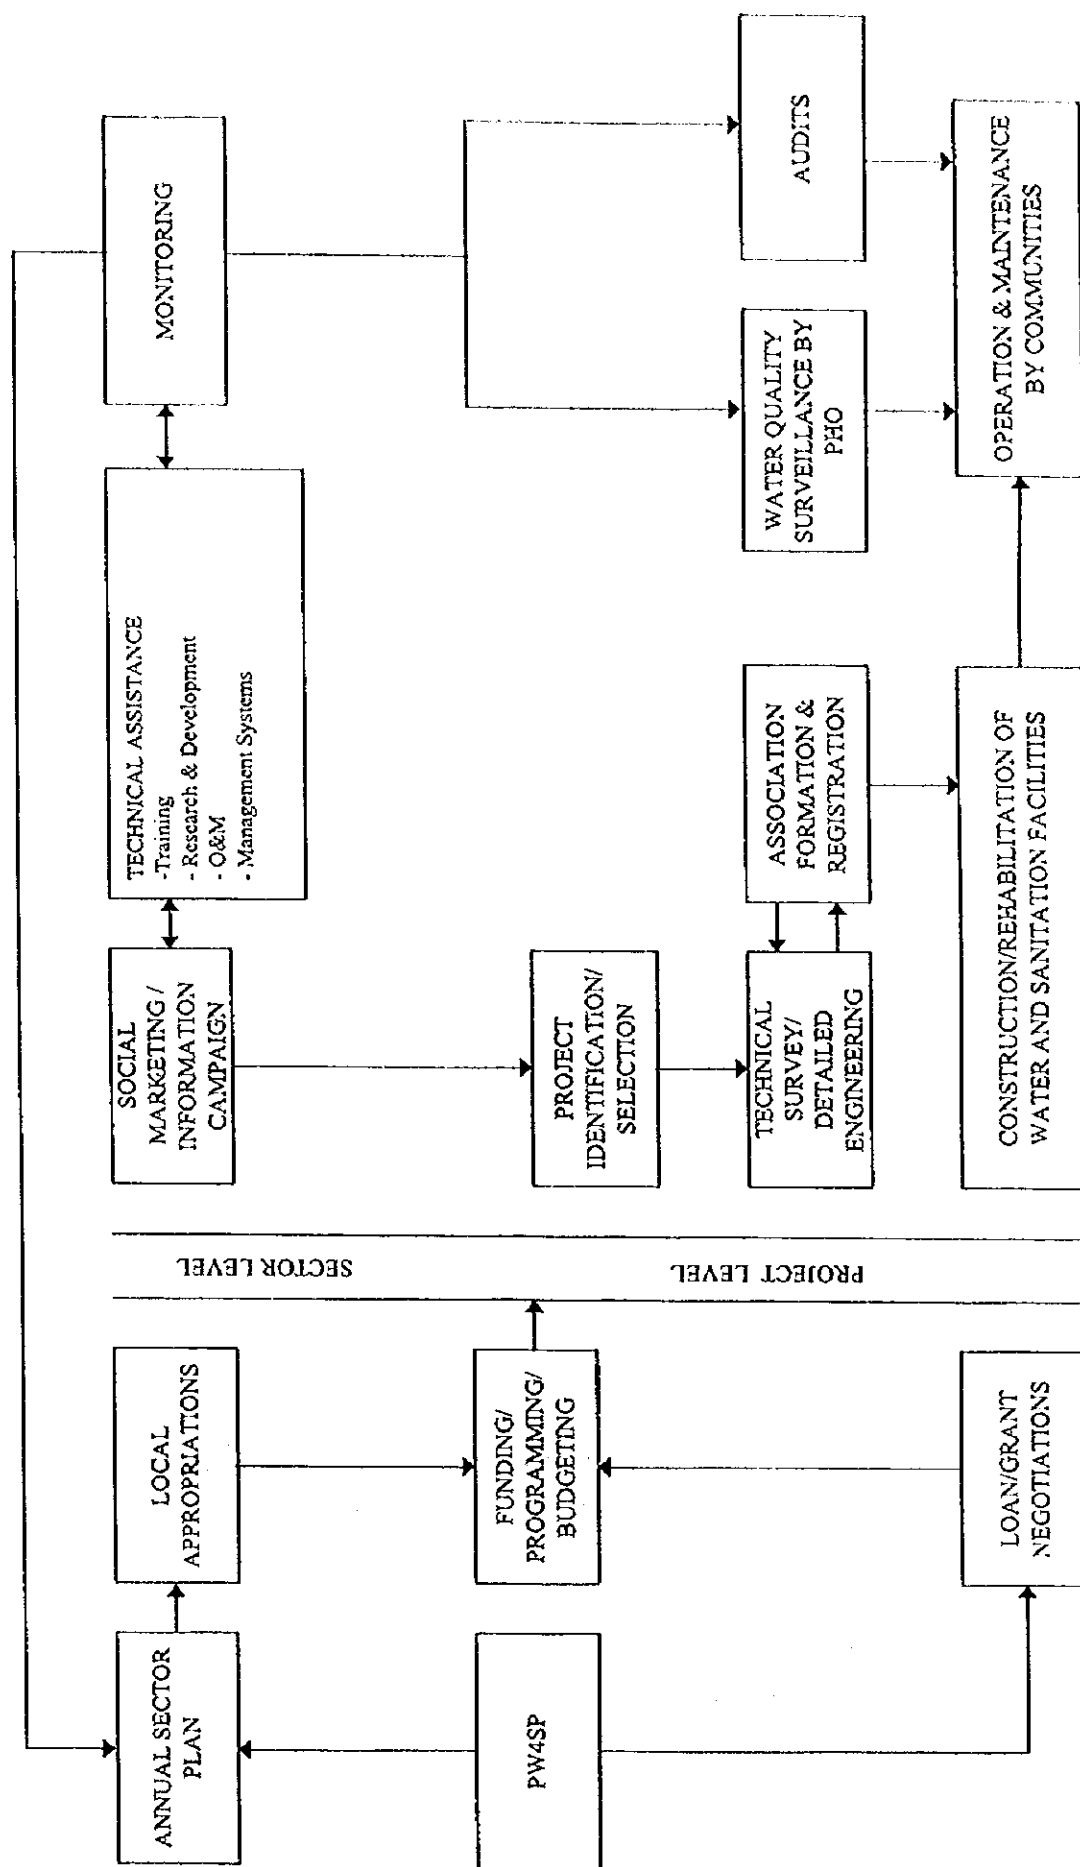 ANNUAL SECTOR
PLAN
LOCAL
APPROPRIATIONS
PW4SP
FUNDING/
PROGRAMMING/
BUDGETING
LOAN/GRANT
NEGOTIATIONS
SECTOR LEVEL
PROJECT LEVEL
SOCIAL
MARKETING /
INFORMATION
CAMPAIGN
TECHNICAL ASSISTANCE
- Training
- Research & Development
- O&M
- Management Systems
MONITORING
PROJECT
IDENTIFICATION/
SELECTION
TECHNICAL
SURVEY/
DETAILED
ENGINEERING
ASSOCIATION
FORMATION &
REGISTRATION
WATER QUALITY
SURVEILLANCE BY
PHO
AUDITS
CONSTRUCTION/REHABILITATION OF
WATER AND SANITATION FACILITIES
OPERATION & MAINTENANCE
BY COMMUNITIES